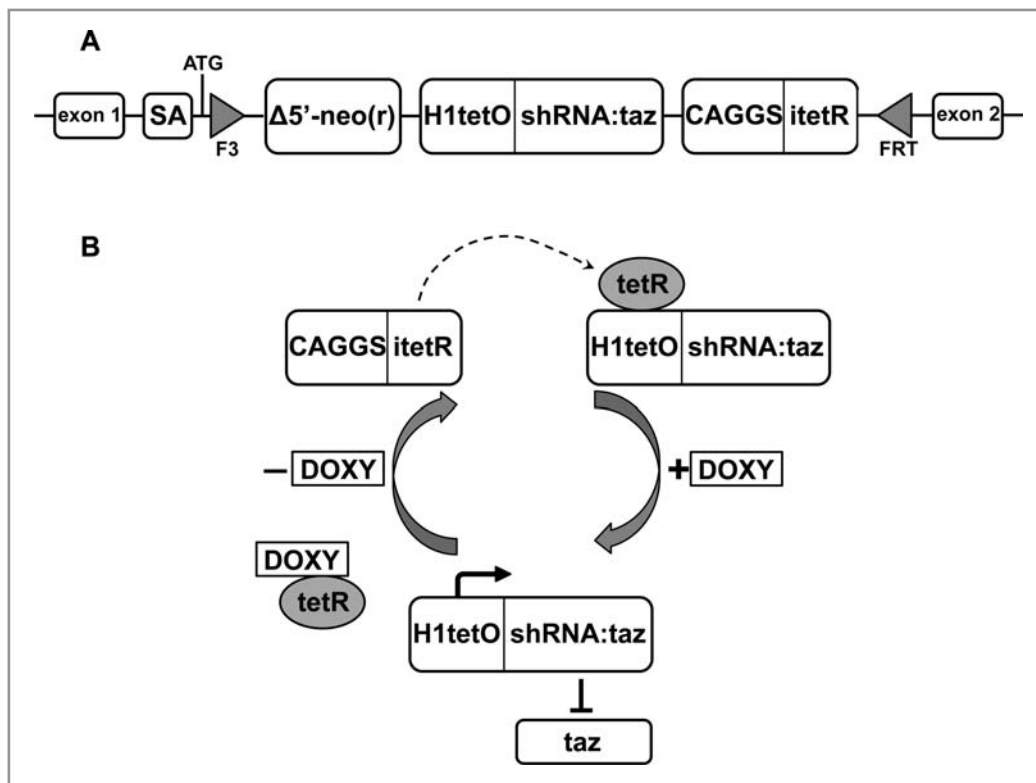 A
ATG
exon 1 SA Δ5'-neo(r) H1tetO shRNA:taz CAGGS itetR exon 2
F3 FRT
B
tetR
CAGGS itetR H1tetO shRNA:taz
– DOXY + DOXY
DOXY
tetR
H1tetO shRNA:taz
taz